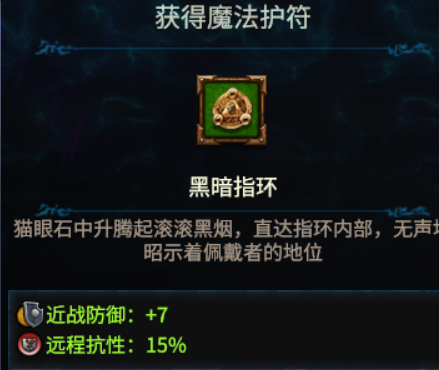 获得魔法护符
黑暗指环
猫眼石中升腾起滚滚黑烟，直达指环内部，无声
昭示着佩戴者的地位
近战防御：+7
远程抗性：15%